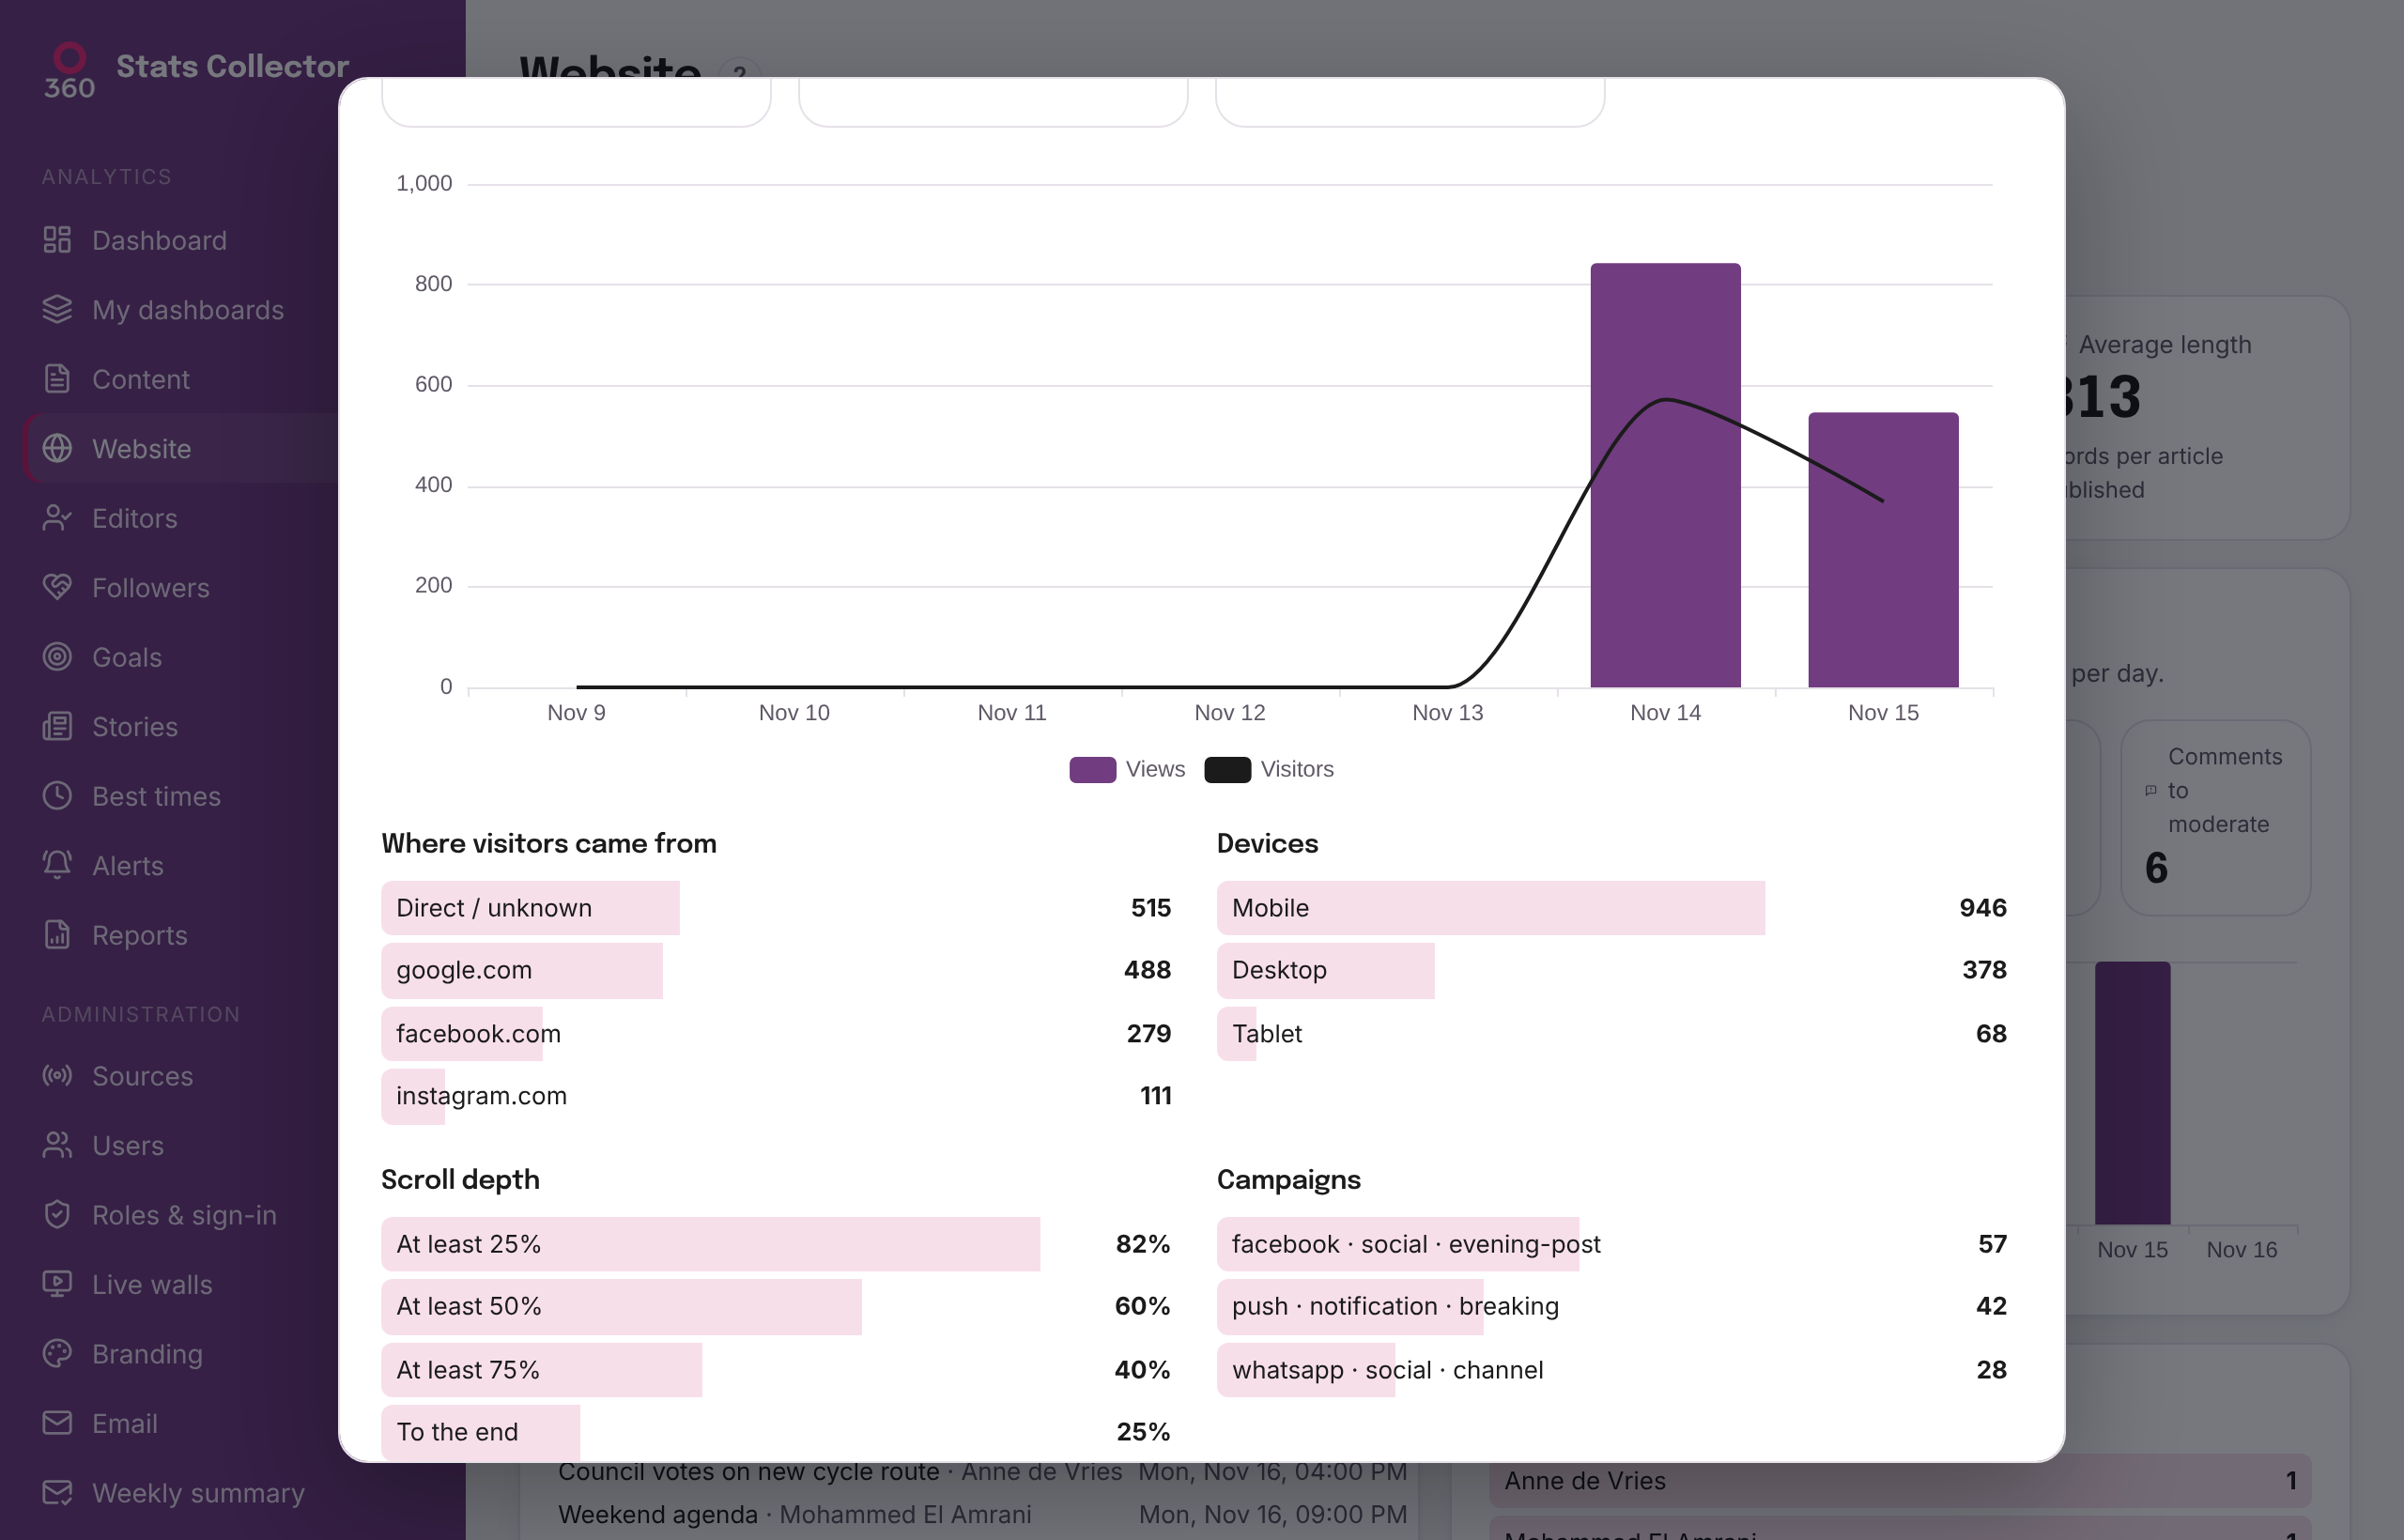 360
Stats Collector
ANALYTICS
Dashboard
My dashboards
Content
Website
Editors
Followers
Goals
Stories
Best times
Alerts
Reports
ADMINISTRATION
Sources
Users
Roles & sign-in
Live walls
Branding
Email
Weekly summary
Website 2
1,000
800
600
400
200
0
Nov 9 Nov 10 Nov 11 Nov 12 Nov 13 Nov 14 Nov 15
Views Visitors
Where visitors came from
Direct / unknown 515
google.com 488
facebook.com 279
instagram.com 111
Devices
Mobile 946
Desktop 378
Tablet 68
Scroll depth
At least 25% 82%
At least 50% 60%
At least 75% 40%
To the end 25%
Campaigns
facebook · social · evening-post 57
push · notification · breaking 42
whatsapp · social · channel 28
Average length
per article
per day.
Comments
to
moderate
6
Nov 15 Nov 16
Council votes on new cycle route · Anne de Vries Mon, Nov 16, 04:00 PM
Weekend agenda · Mohammed El Amrani Mon, Nov 16, 09:00 PM
Anne de Vries 1
Mohammed El Amrani